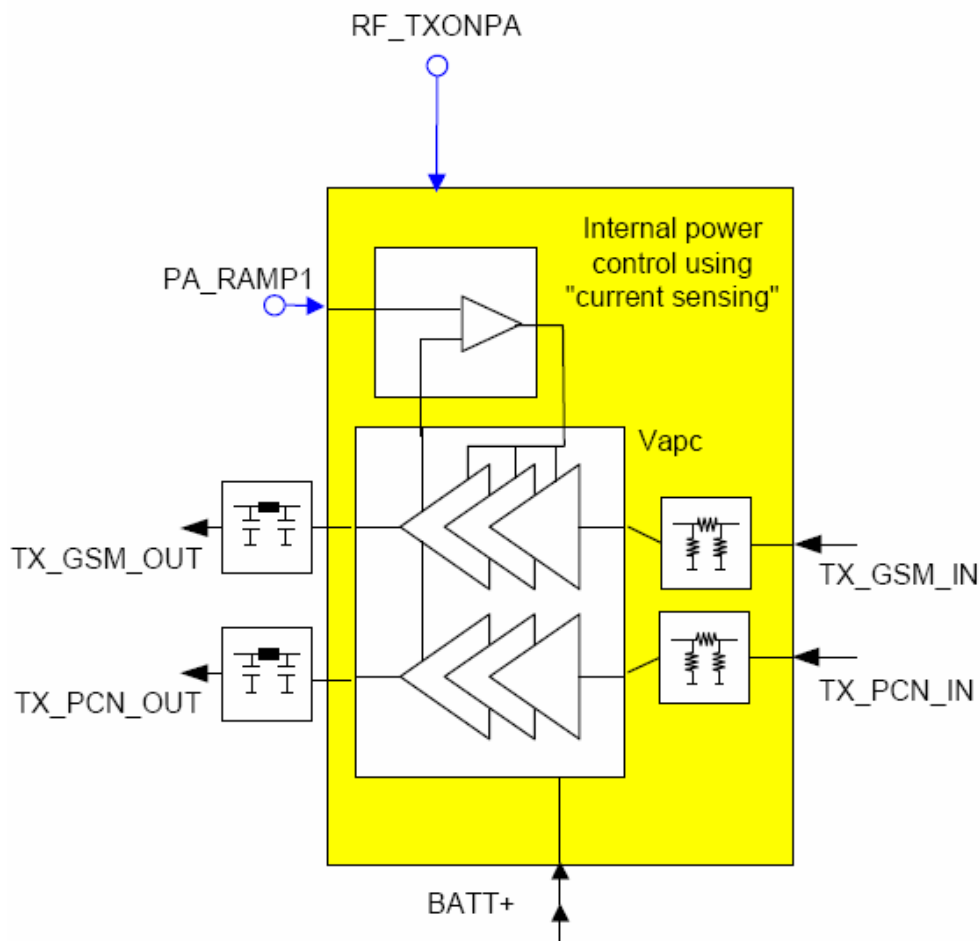 RF_TXONPA
Internal power
control using
"current sensing"
PA_RAMP1
Vapc
TX_GSM_OUT
TX_GSM_IN
TX_PCN_OUT
TX_PCN_IN
BATT+